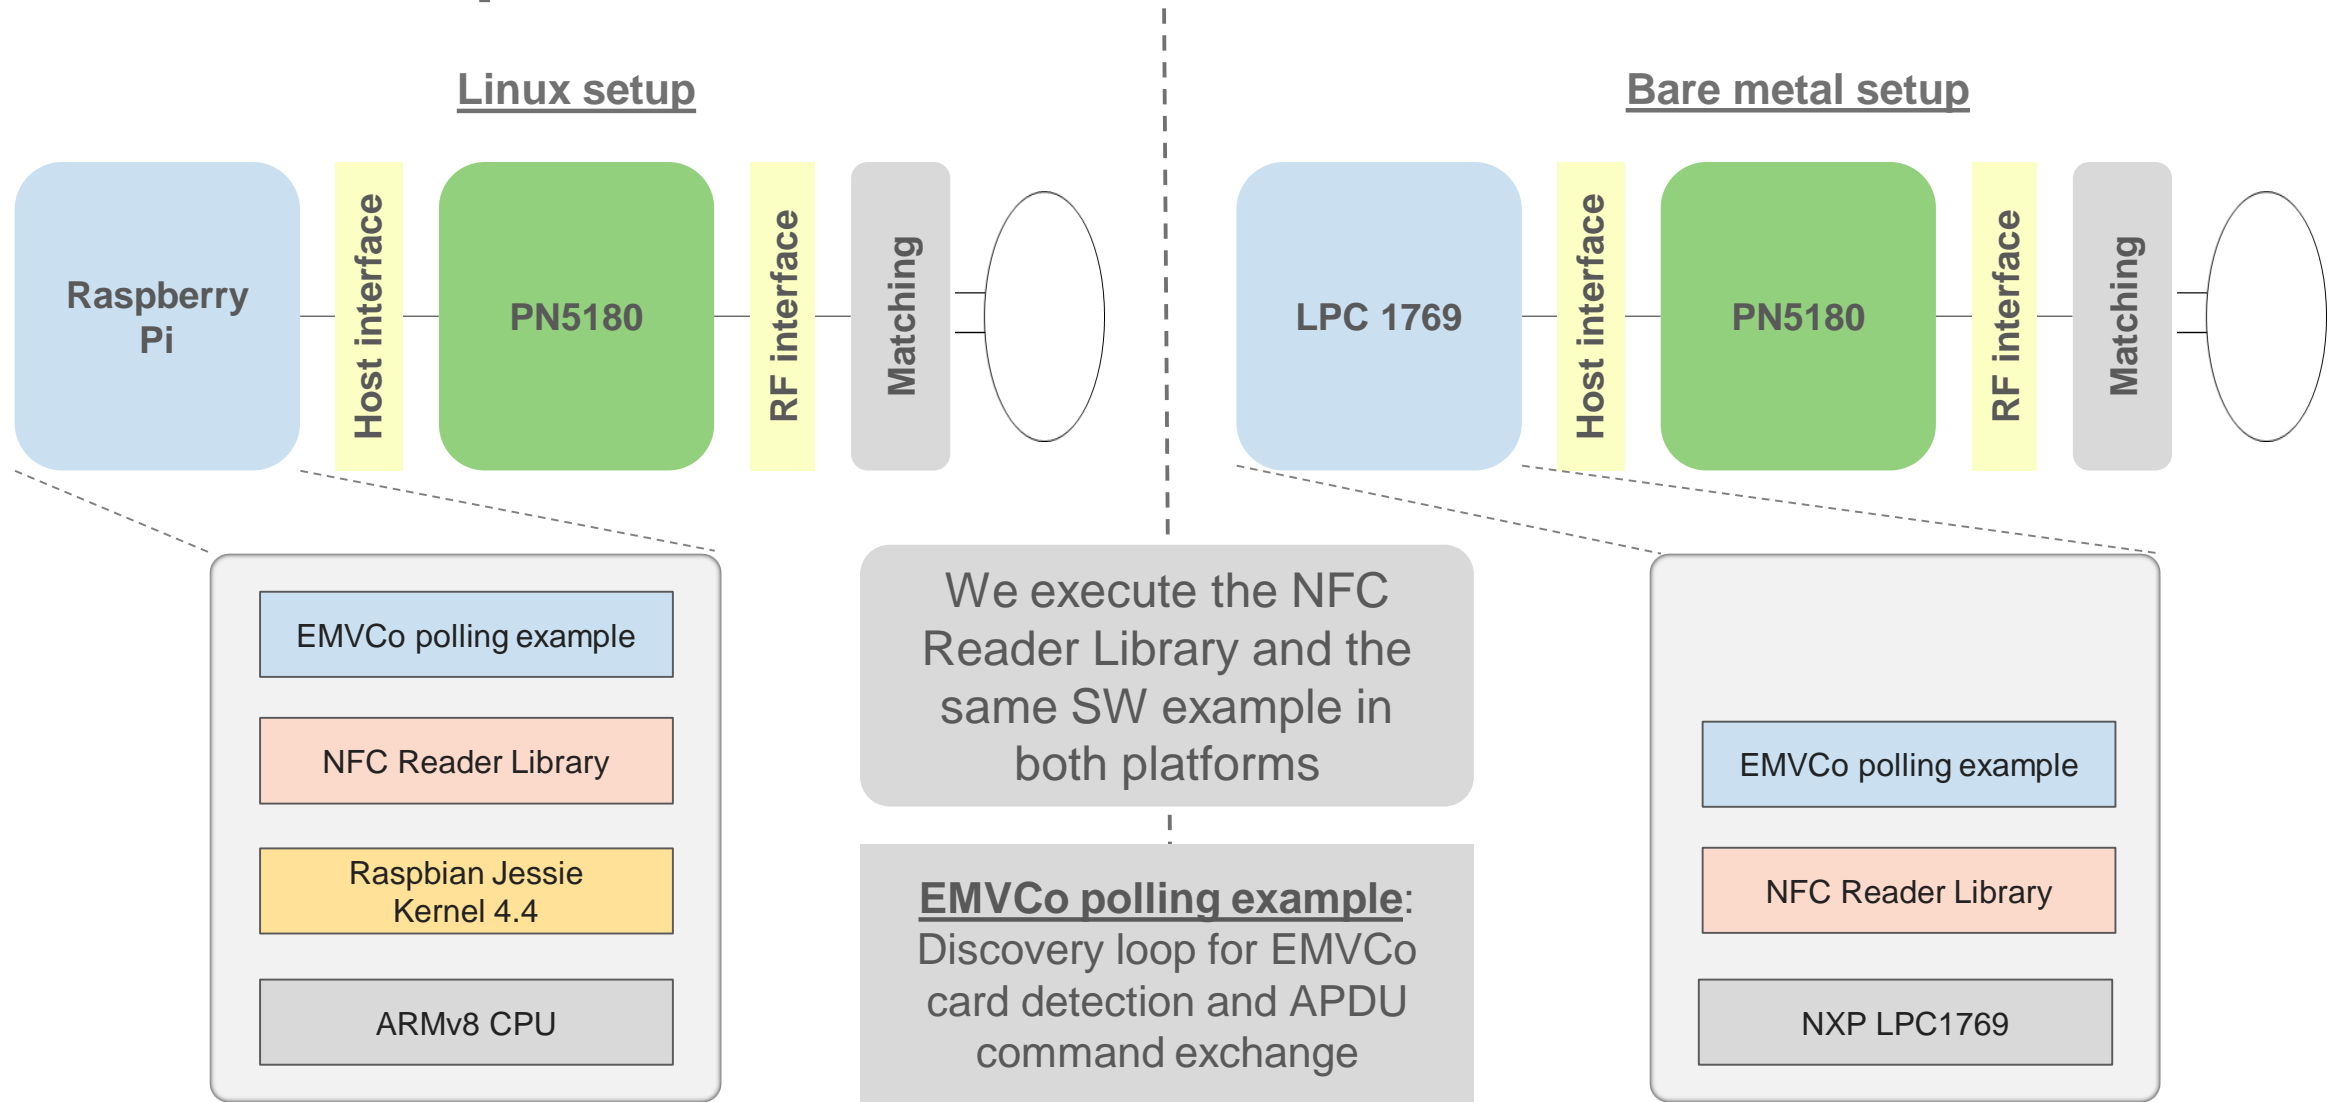 Linux setup
Raspberry
Pi
Host interface
PN5180
RF interface
Matching
EMVCo polling example
NFC Reader Library
Raspbian Jessie
Kernel 4.4
ARMv8 CPU
We execute the NFC
Reader Library and the
same SW example in
both platforms
EMVCo polling example:
Discovery loop for EMVCo
card detection and APDU
command exchange
Bare metal setup
LPC 1769
Host interface
PN5180
RF interface
Matching
EMVCo polling example
NFC Reader Library
NXP LPC1769